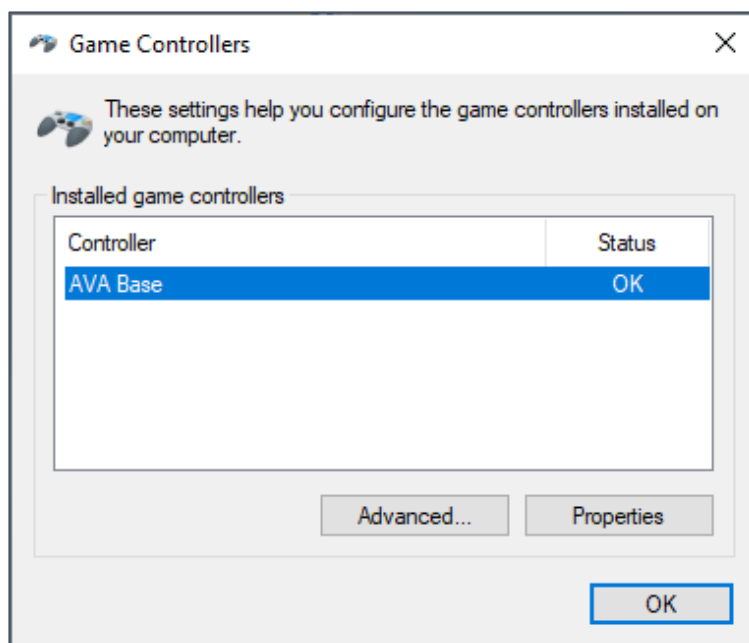 Game Controllers
These settings help you configure the game controllers installed on
your computer.
Installed game controllers
Controller Status
AVA Base OK
Advanced... Properties
OK